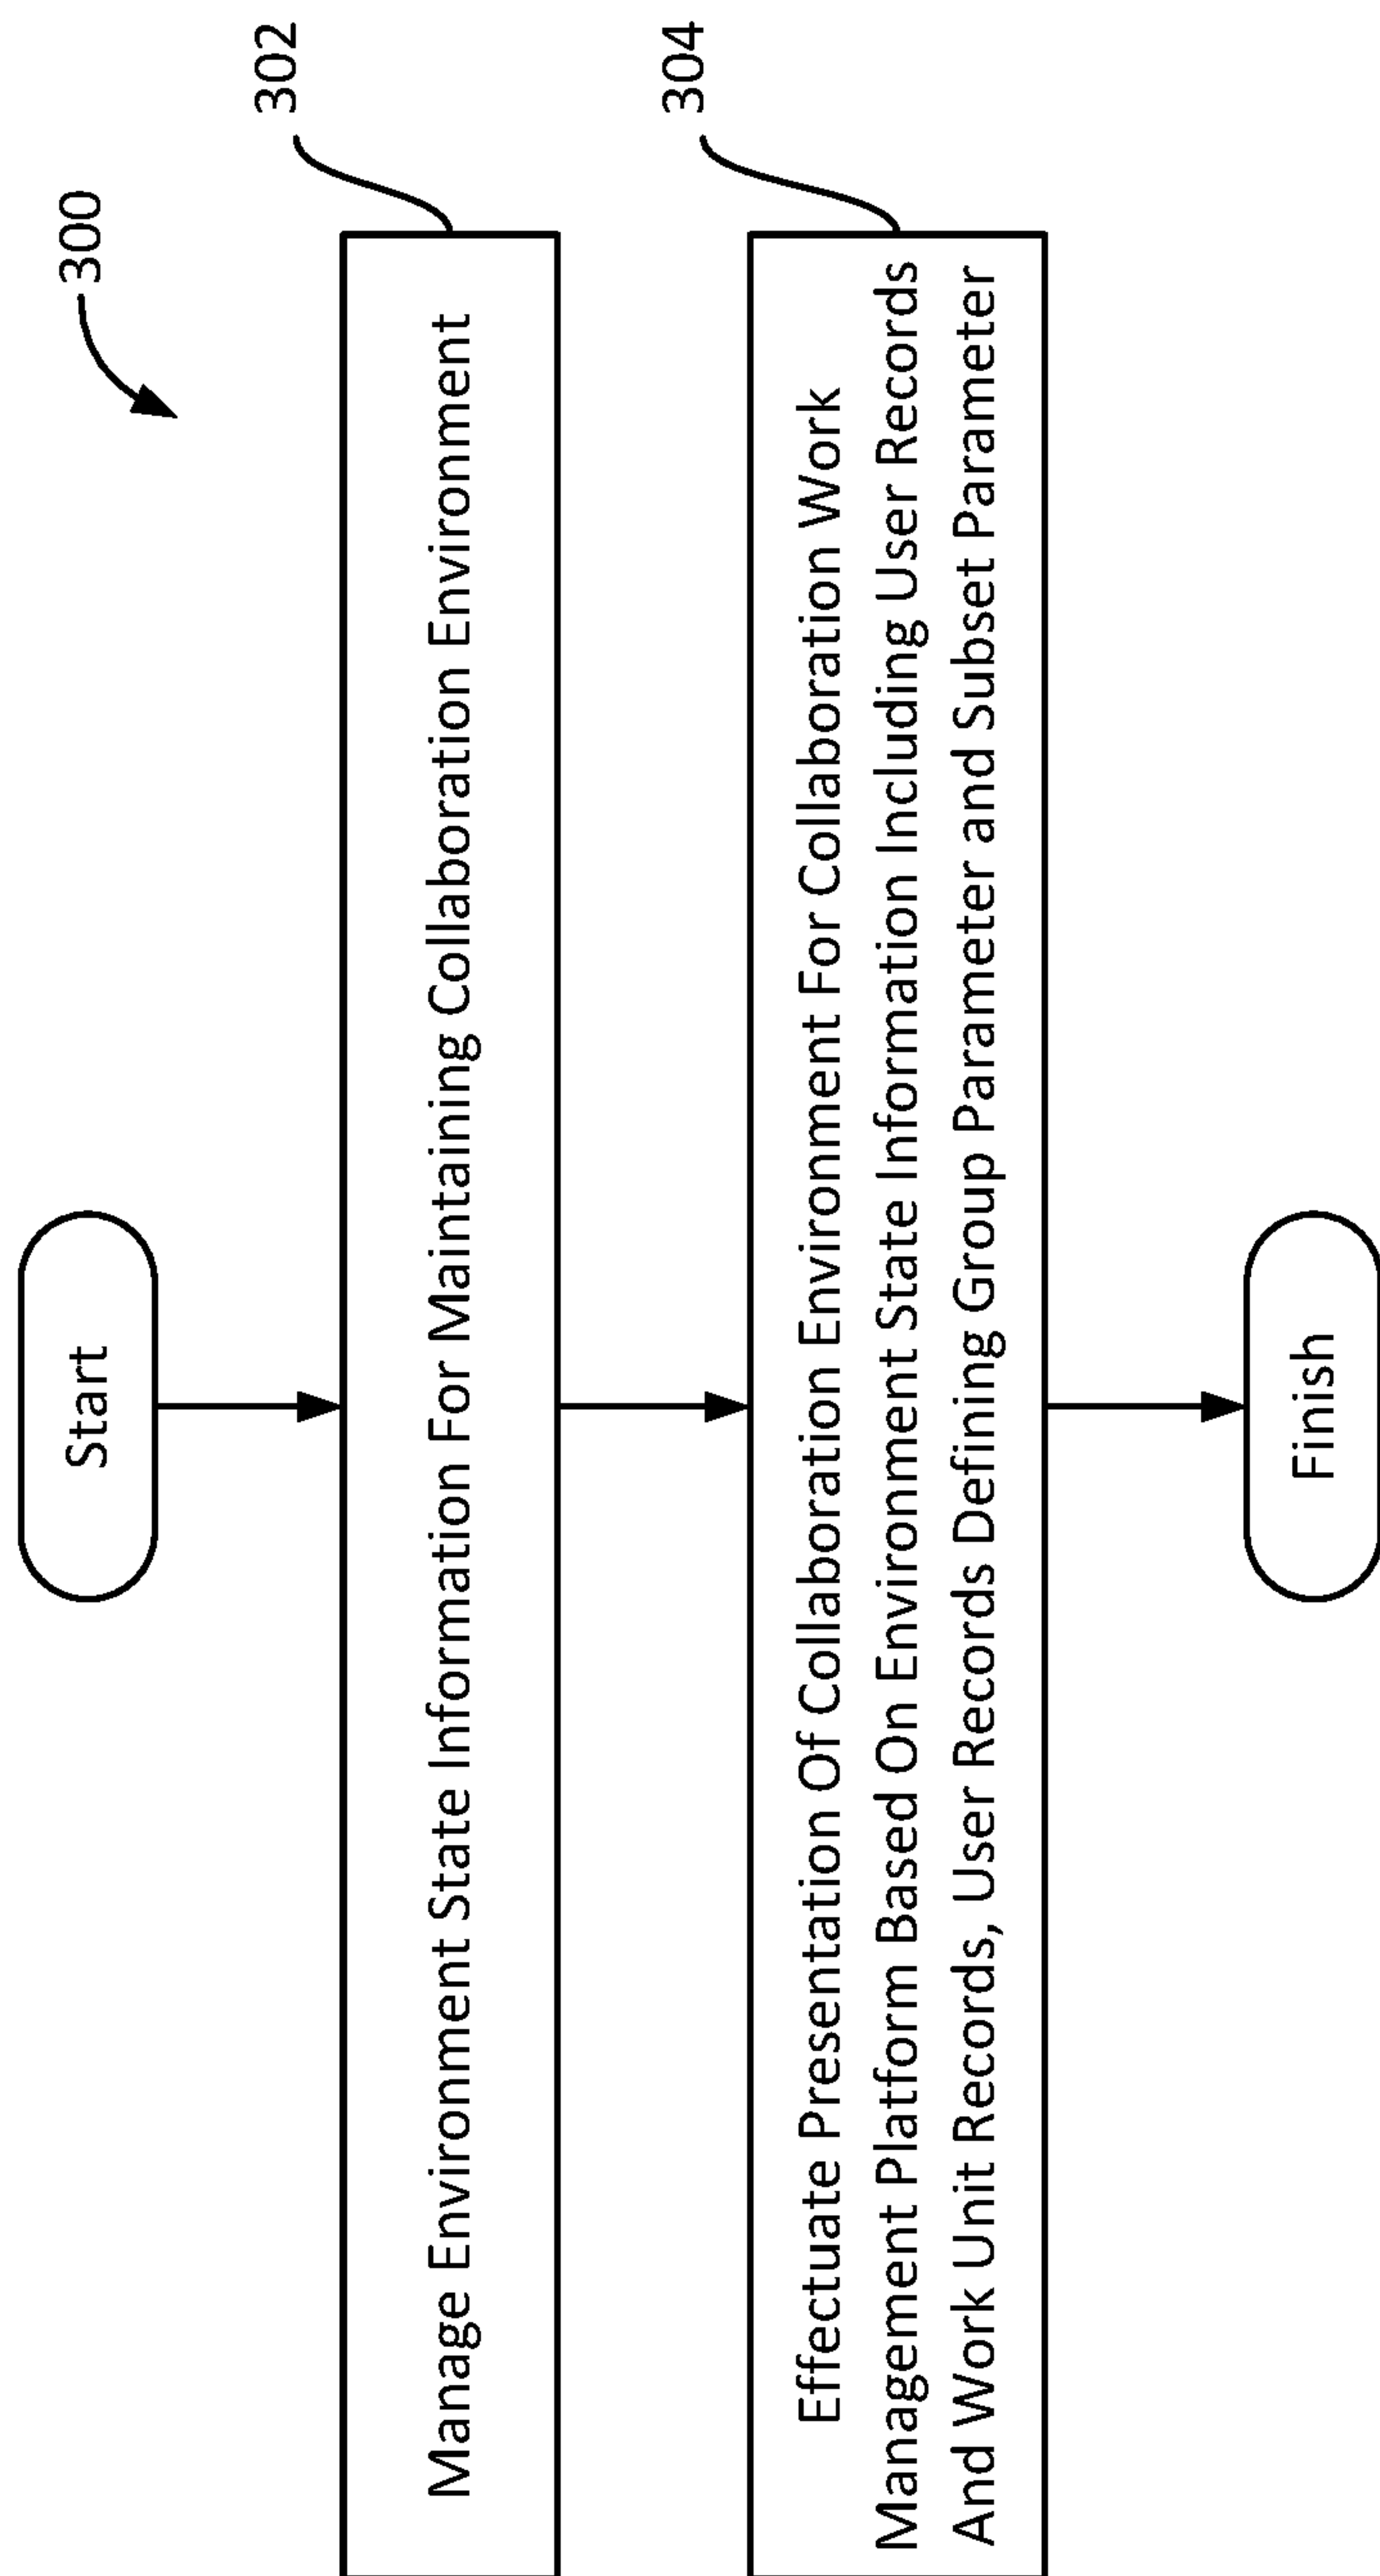 300
Start
302
Manage Environment State Information For Maintaining Collaboration Environment
304
Effectuate Presentation Of Collaboration Environment For Collaboration Work
Management Platform Based On Environment State Information Including User Records
And Work Unit Records, User Records Defining Group Parameter and Subset Parameter
Finish